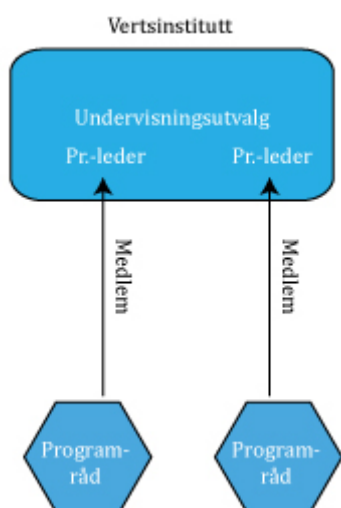 Vertsinstitutt
Undervisningsutvalg
Pr.-leder Pr.-leder
Medlem Medlem
Program-
råd
Program-
råd